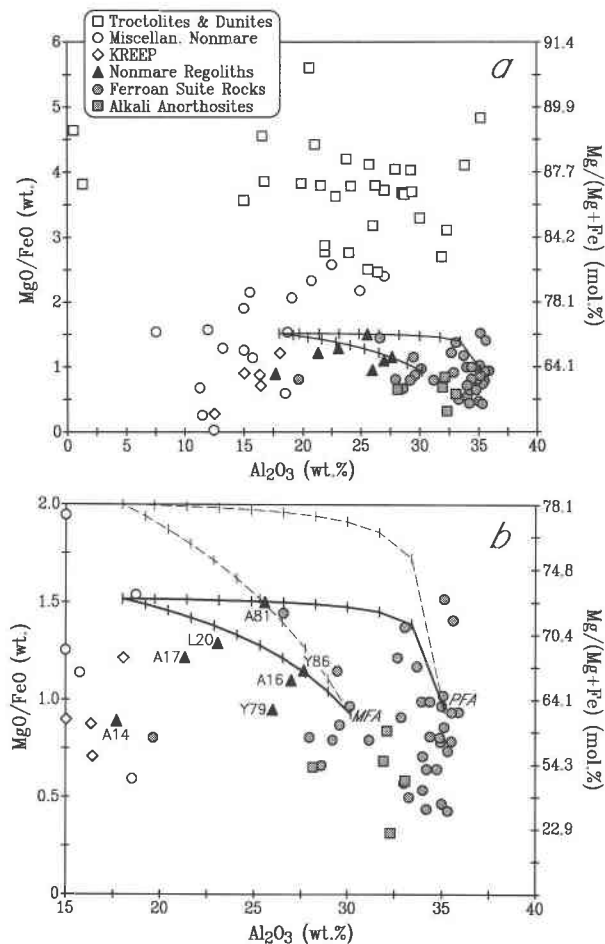 Troctolites & Dunites
Miscellan. Nonmare
KREEP
Nonmare Regoliths
Ferroan Suite Rocks
Alkali Anorthosites
a
6
5
4
3
2
1
0
MgO/FeO (wt.)
91.4
89.9
87.7
84.2
78.1
64.1
Mg/(Mg+Fe) (mol.%)
0 5 10 15 20 25 30 35 40
Al₂O₃ (wt.%)
b
2.0
1.5
1.0
0.5
0
MgO/FeO (wt.)
78.1
74.8
70.4
64.1
54.3
22.9
Mg/(Mg+Fe) (mol.%)
A81
L20
A17
Y86
A16
Y79
A14
MFA
PFA
15 20 25 30 35 40
Al₂O₃ (wt.%)